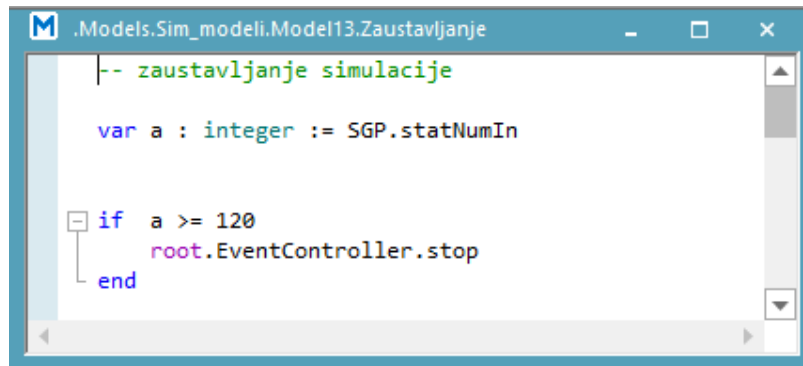 .Models.Sim_modeli.Model13.Zaustavljanje
-- zaustavljanje simulacije
var a : integer := SGP.statNumIn
if a >= 120
root.EventController.stop
end